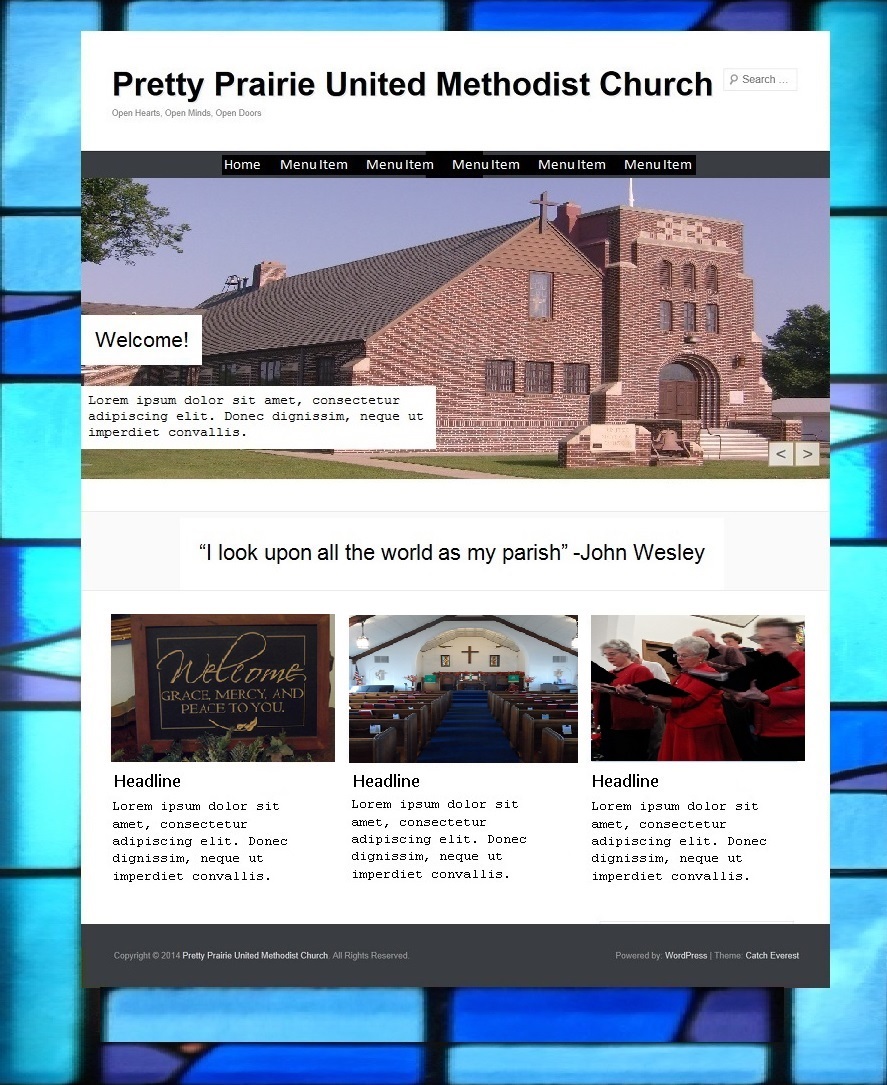 Pretty Prairie United Methodist Church
Search ...
Open Hearts, Open Minds, Open Doors
Home Menu Item Menu Item Menu Item Menu Item Menu Item
Welcome!
Lorem ipsum dolor sit amet, consectetur
adipiscing elit. Donec dignissim, neque ut
imperdiet convallis.
< >
“I look upon all the world as my parish” -John Wesley
Welcome
GRACE, MERCY, AND
PEACE TO YOU.
Headline
Lorem ipsum dolor sit
amet, consectetur
adipiscing elit. Donec
dignissim, neque ut
imperdiet convallis.
Headline
Lorem ipsum dolor sit
amet, consectetur
adipiscing elit. Donec
dignissim, neque ut
imperdiet convallis.
Headline
Lorem ipsum dolor sit
amet, consectetur
adipiscing elit. Donec
dignissim, neque ut
imperdiet convallis.
Copyright © 2014 Pretty Prairie United Methodist Church. All Rights Reserved.
Powered by: WordPress | Theme: Catch Everest